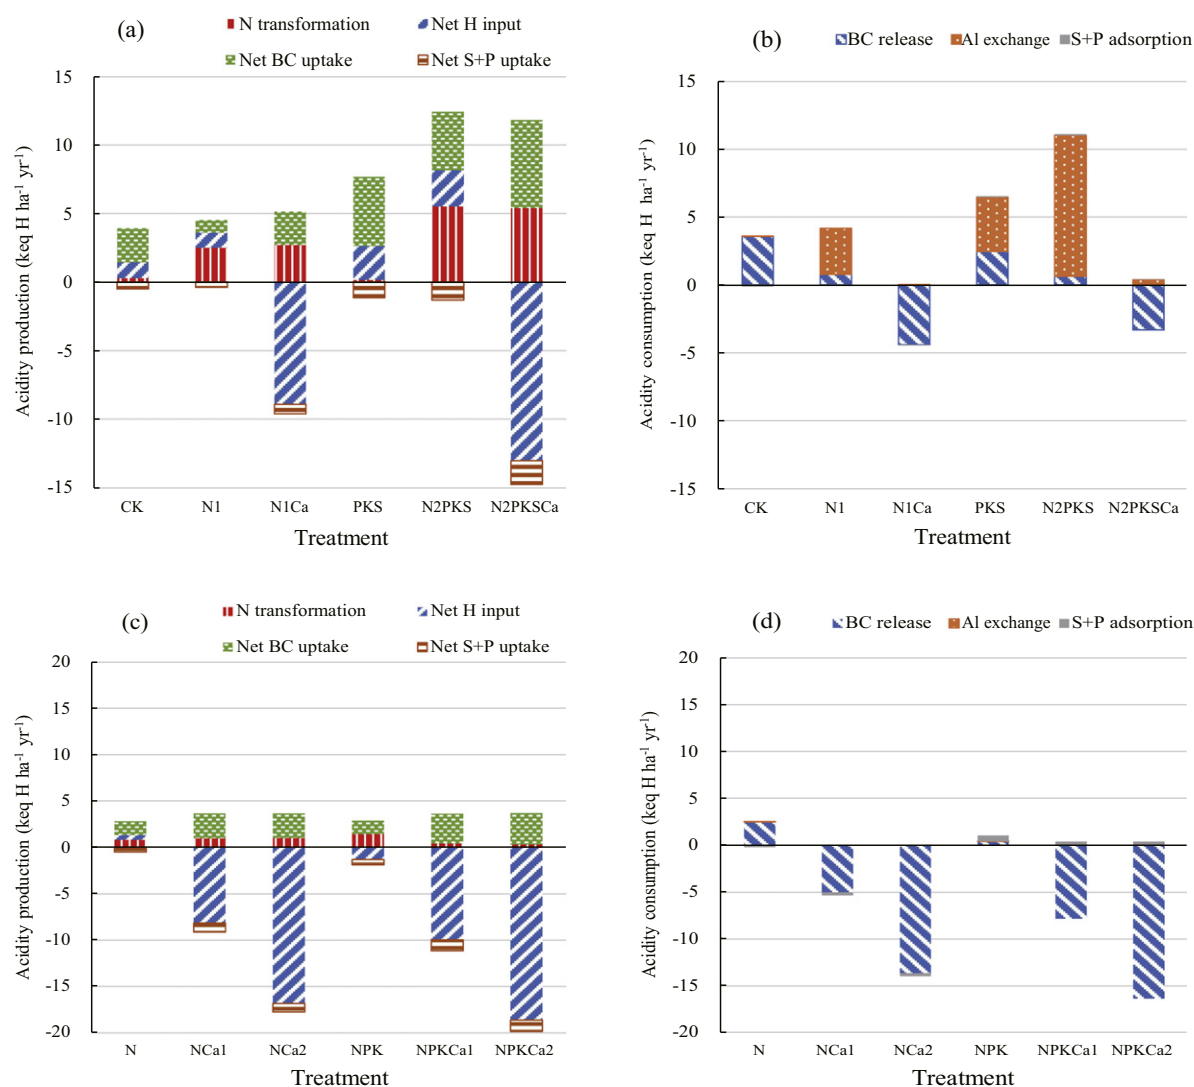 (a)
N transformation
Net H input
Net BC uptake
Net S+P uptake
Acidity production (keq H ha⁻¹ yr⁻¹)
15
10
5
0
-5
-10
-15
CK N1 N1Ca PKS N2PKS N2PKSCa
Treatment
(b)
BC release Al exchange S+P adsorption
Acidity consumption (keq H ha⁻¹ yr⁻¹)
15
10
5
0
-5
-10
-15
CK N1 N1Ca PKS N2PKS N2PKSCa
Treatment
(c)
N transformation
Net H input
Net BC uptake
Net S+P uptake
Acidity production (keq H ha⁻¹ yr⁻¹)
20
15
10
5
0
-5
-10
-15
-20
N NCa1 NCa2 NPK NPKCa1 NPKCa2
Treatment
(d)
BC release Al exchange S+P adsorption
Acidity consumption (keq H ha⁻¹ yr⁻¹)
20
15
10
5
0
-5
-10
-15
-20
N NCa1 NCa2 NPK NPKCa1 NPKCa2
Treatment